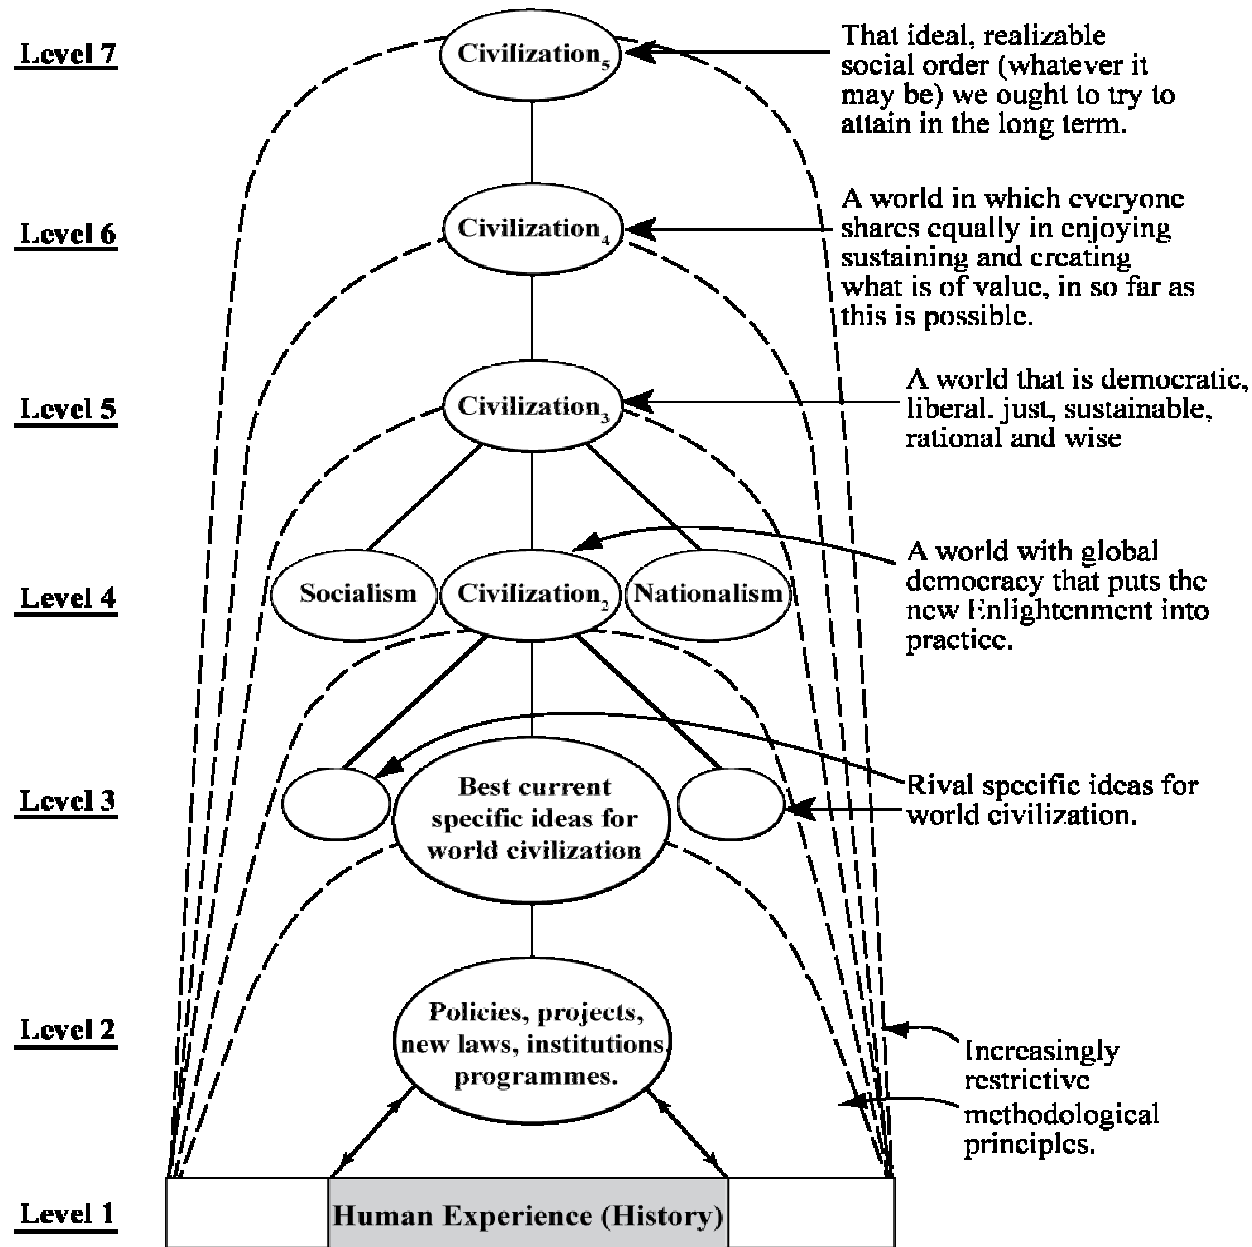 Level 7
Civilization5
That ideal, realizable
social order (whatever it
may be) we ought to try to
attain in the long term.
Level 6
Civilization4
A world in which everyone
shares equally in enjoying
sustaining and creating
what is of value, in so far as
this is possible.
Level 5
Civilization3
A world that is democratic,
liberal. just, sustainable,
rational and wise
Level 4
Socialism
Civilization2
Nationalism
A world with global
democracy that puts the
new Enlightenment into
practice.
Level 3
Best current
specific ideas for
world civilization
Rival specific ideas for
world civilization.
Level 2
Policies, projects,
new laws, institutions,
programmes.
Increasingly
restrictive
methodological
principles.
Level 1
Human Experience (History)